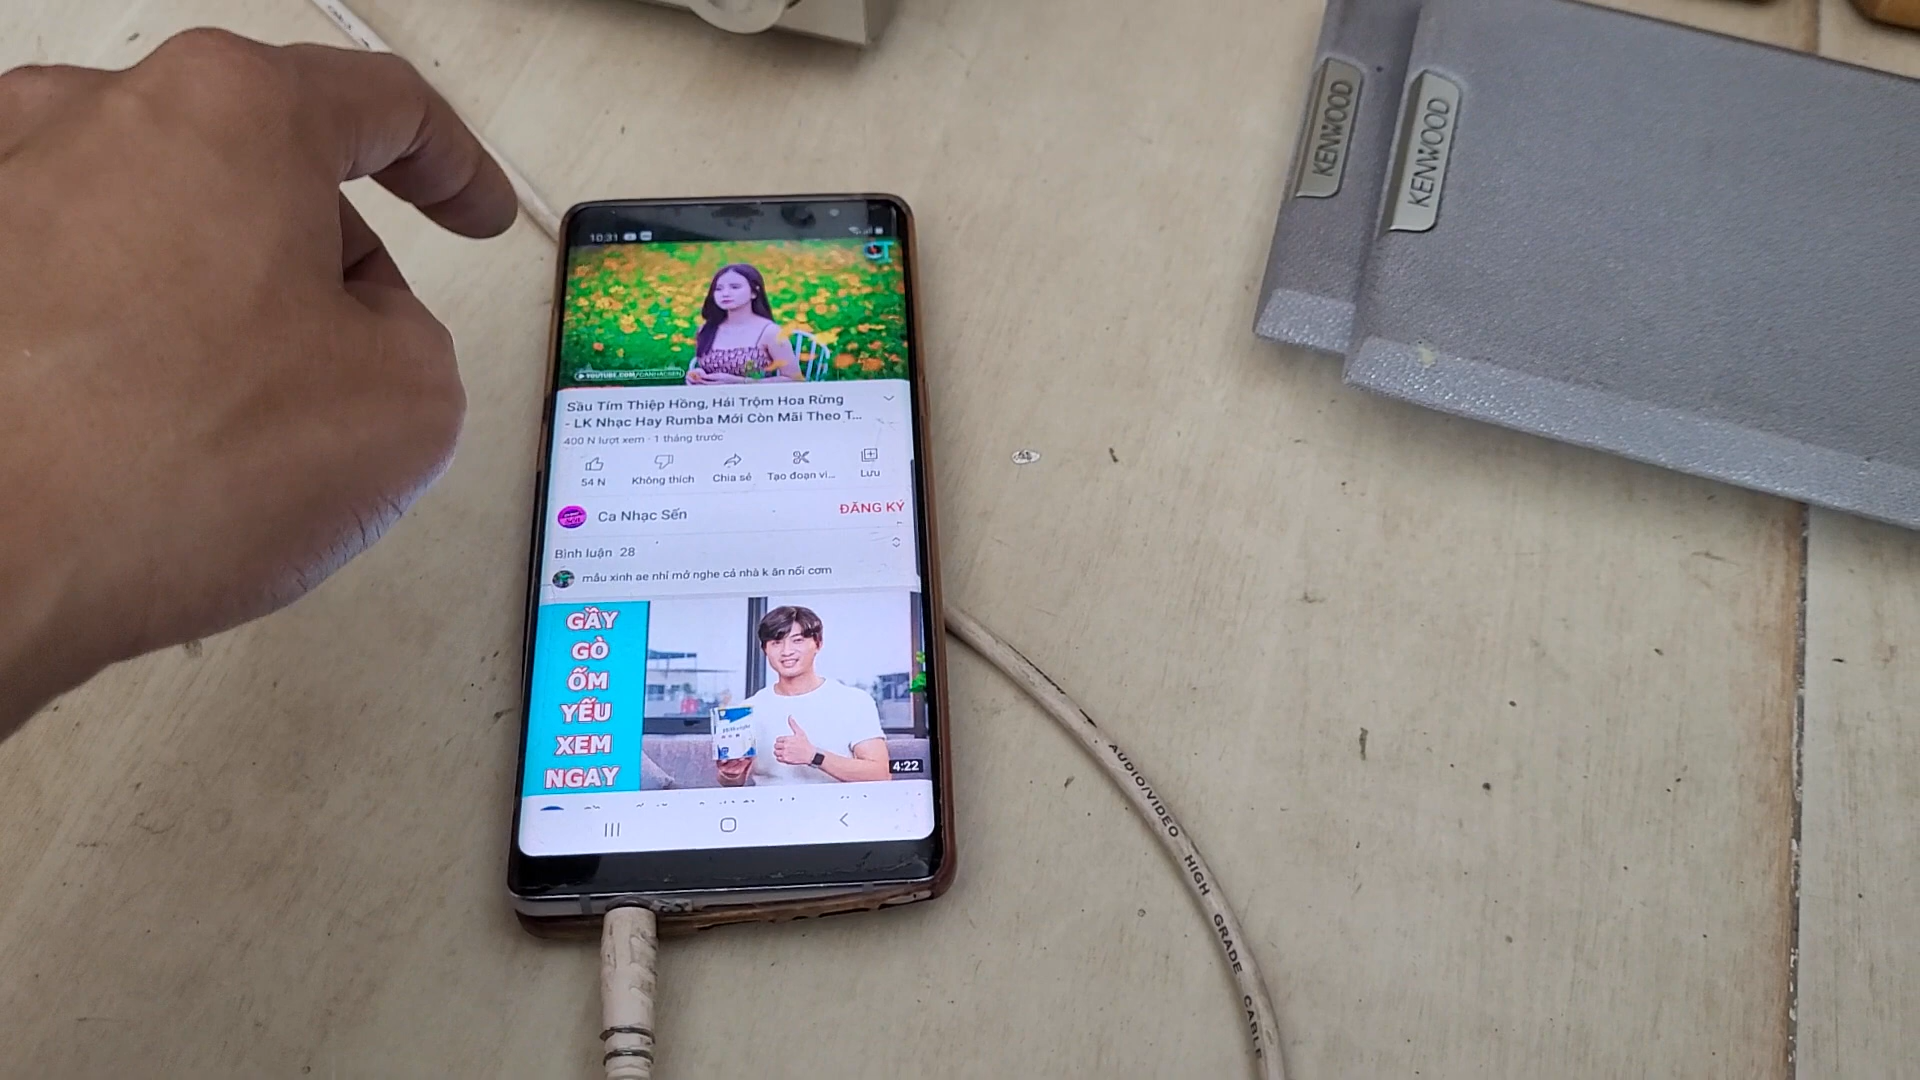 10:31
YOUTUBE.COM/CANHACSEN
Sầu Tím Thiệp Hồng, Hái Trộm Hoa Rừng
- LK Nhạc Hay Rumba Mới Còn Mãi Theo T...
400 N lượt xem · 1 tháng trước
54 N
Không thích
Chia sẻ
Tạo đoạn vi...
Lưu
Ca Nhạc Sến
ĐĂNG KÝ
Bình luận 28
mẫu xinh ae nhỉ mở nghe cả nhà k ăn nổi cơm
GẦY
GÒ
ỐM
YẾU
XEM
NGAY
4:22
KENWOOD
KENWOOD
AUDIO/VIDEO HIGH GRADE CABLE